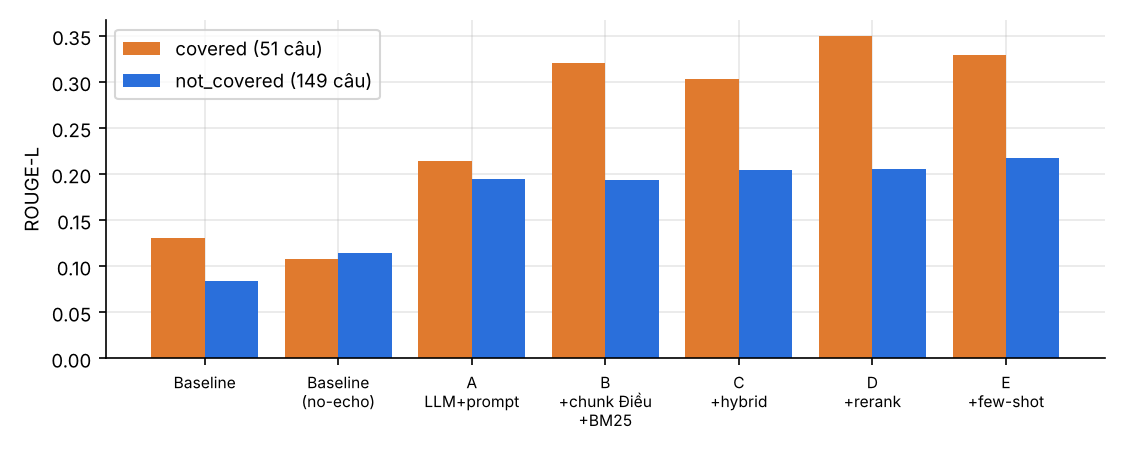 covered (51 câu)
not_covered (149 câu)
ROUGE-L
0.35
0.30
0.25
0.20
0.15
0.10
0.05
0.00
Baseline
Baseline
(no-echo)
A
LLM+prompt
B
+chunk Điều
+BM25
C
+hybrid
D
+rerank
E
+few-shot